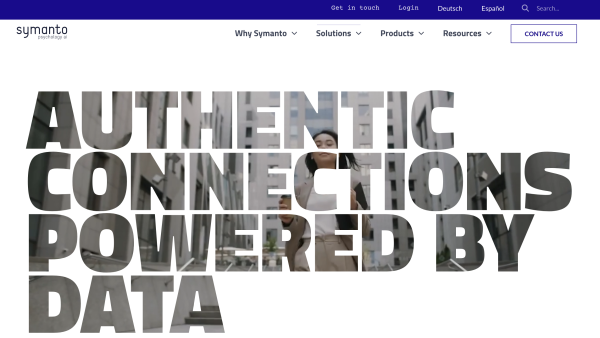 Get in touch
Login
Deutsch
Español
Search...
symanto
psychology ai
Why Symanto
Solutions
Products
Resources
CONTACT US
AUTHENTIC
CONNECTIONS
POWERED BY
DATA